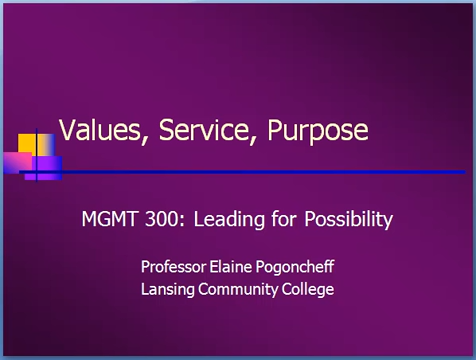 Values, Service, Purpose
MGMT 300: Leading for Possibility
Professor Elaine Pogoncheff
Lansing Community College